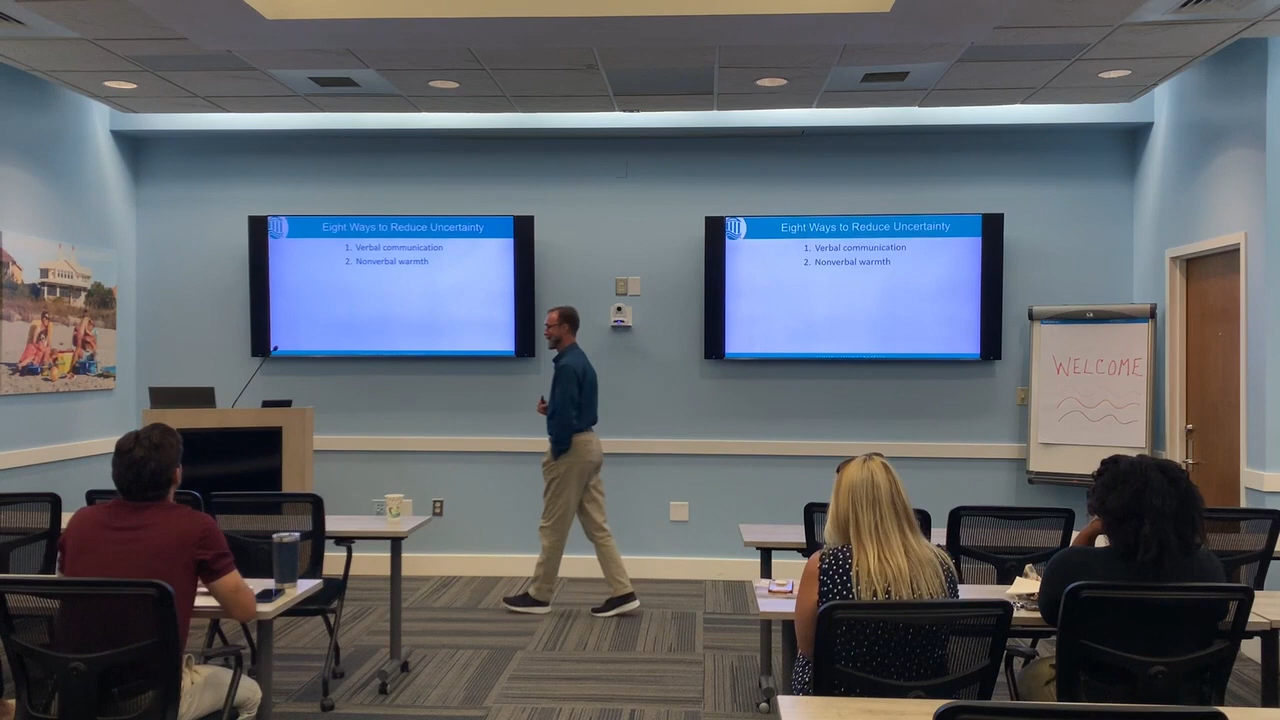 Eight Ways to Reduce Uncertainty
1. Verbal communication
2. Nonverbal warmth
Eight Ways to Reduce Uncertainty
1. Verbal communication
2. Nonverbal warmth
WELCOME